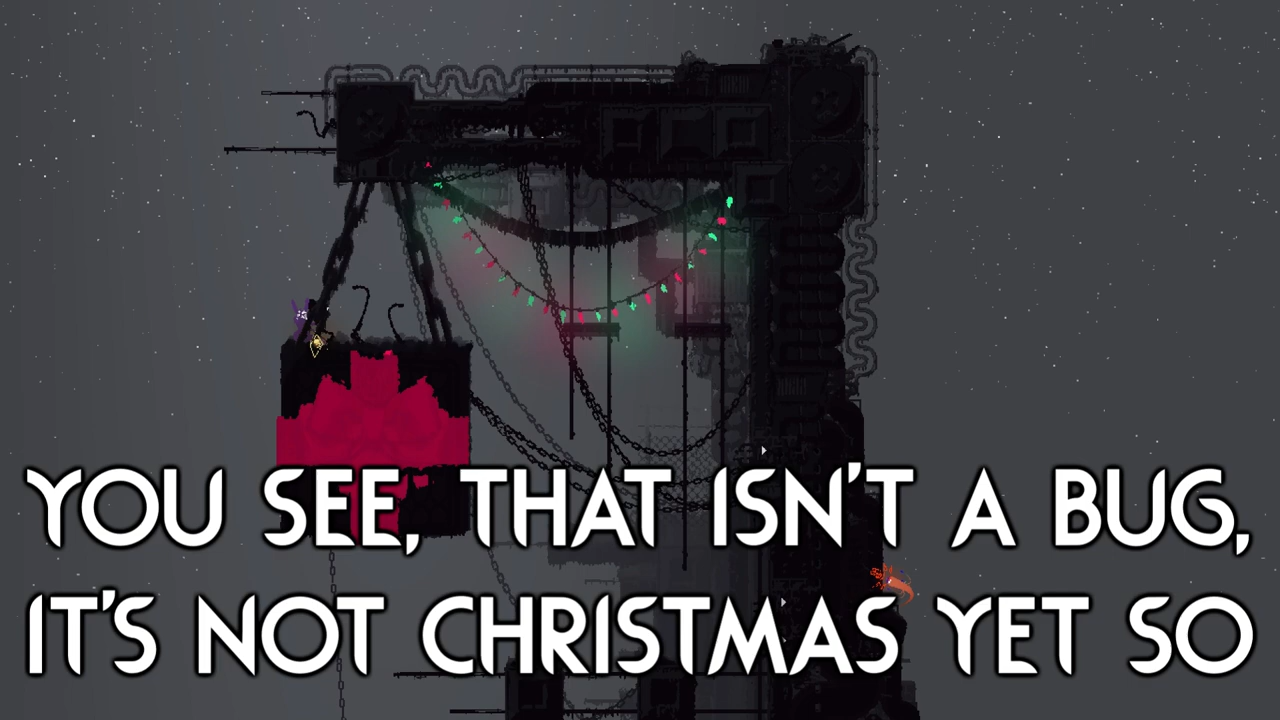 YOU SEE, THAT ISN'T A BUG,
IT'S NOT CHRISTMAS YET SO